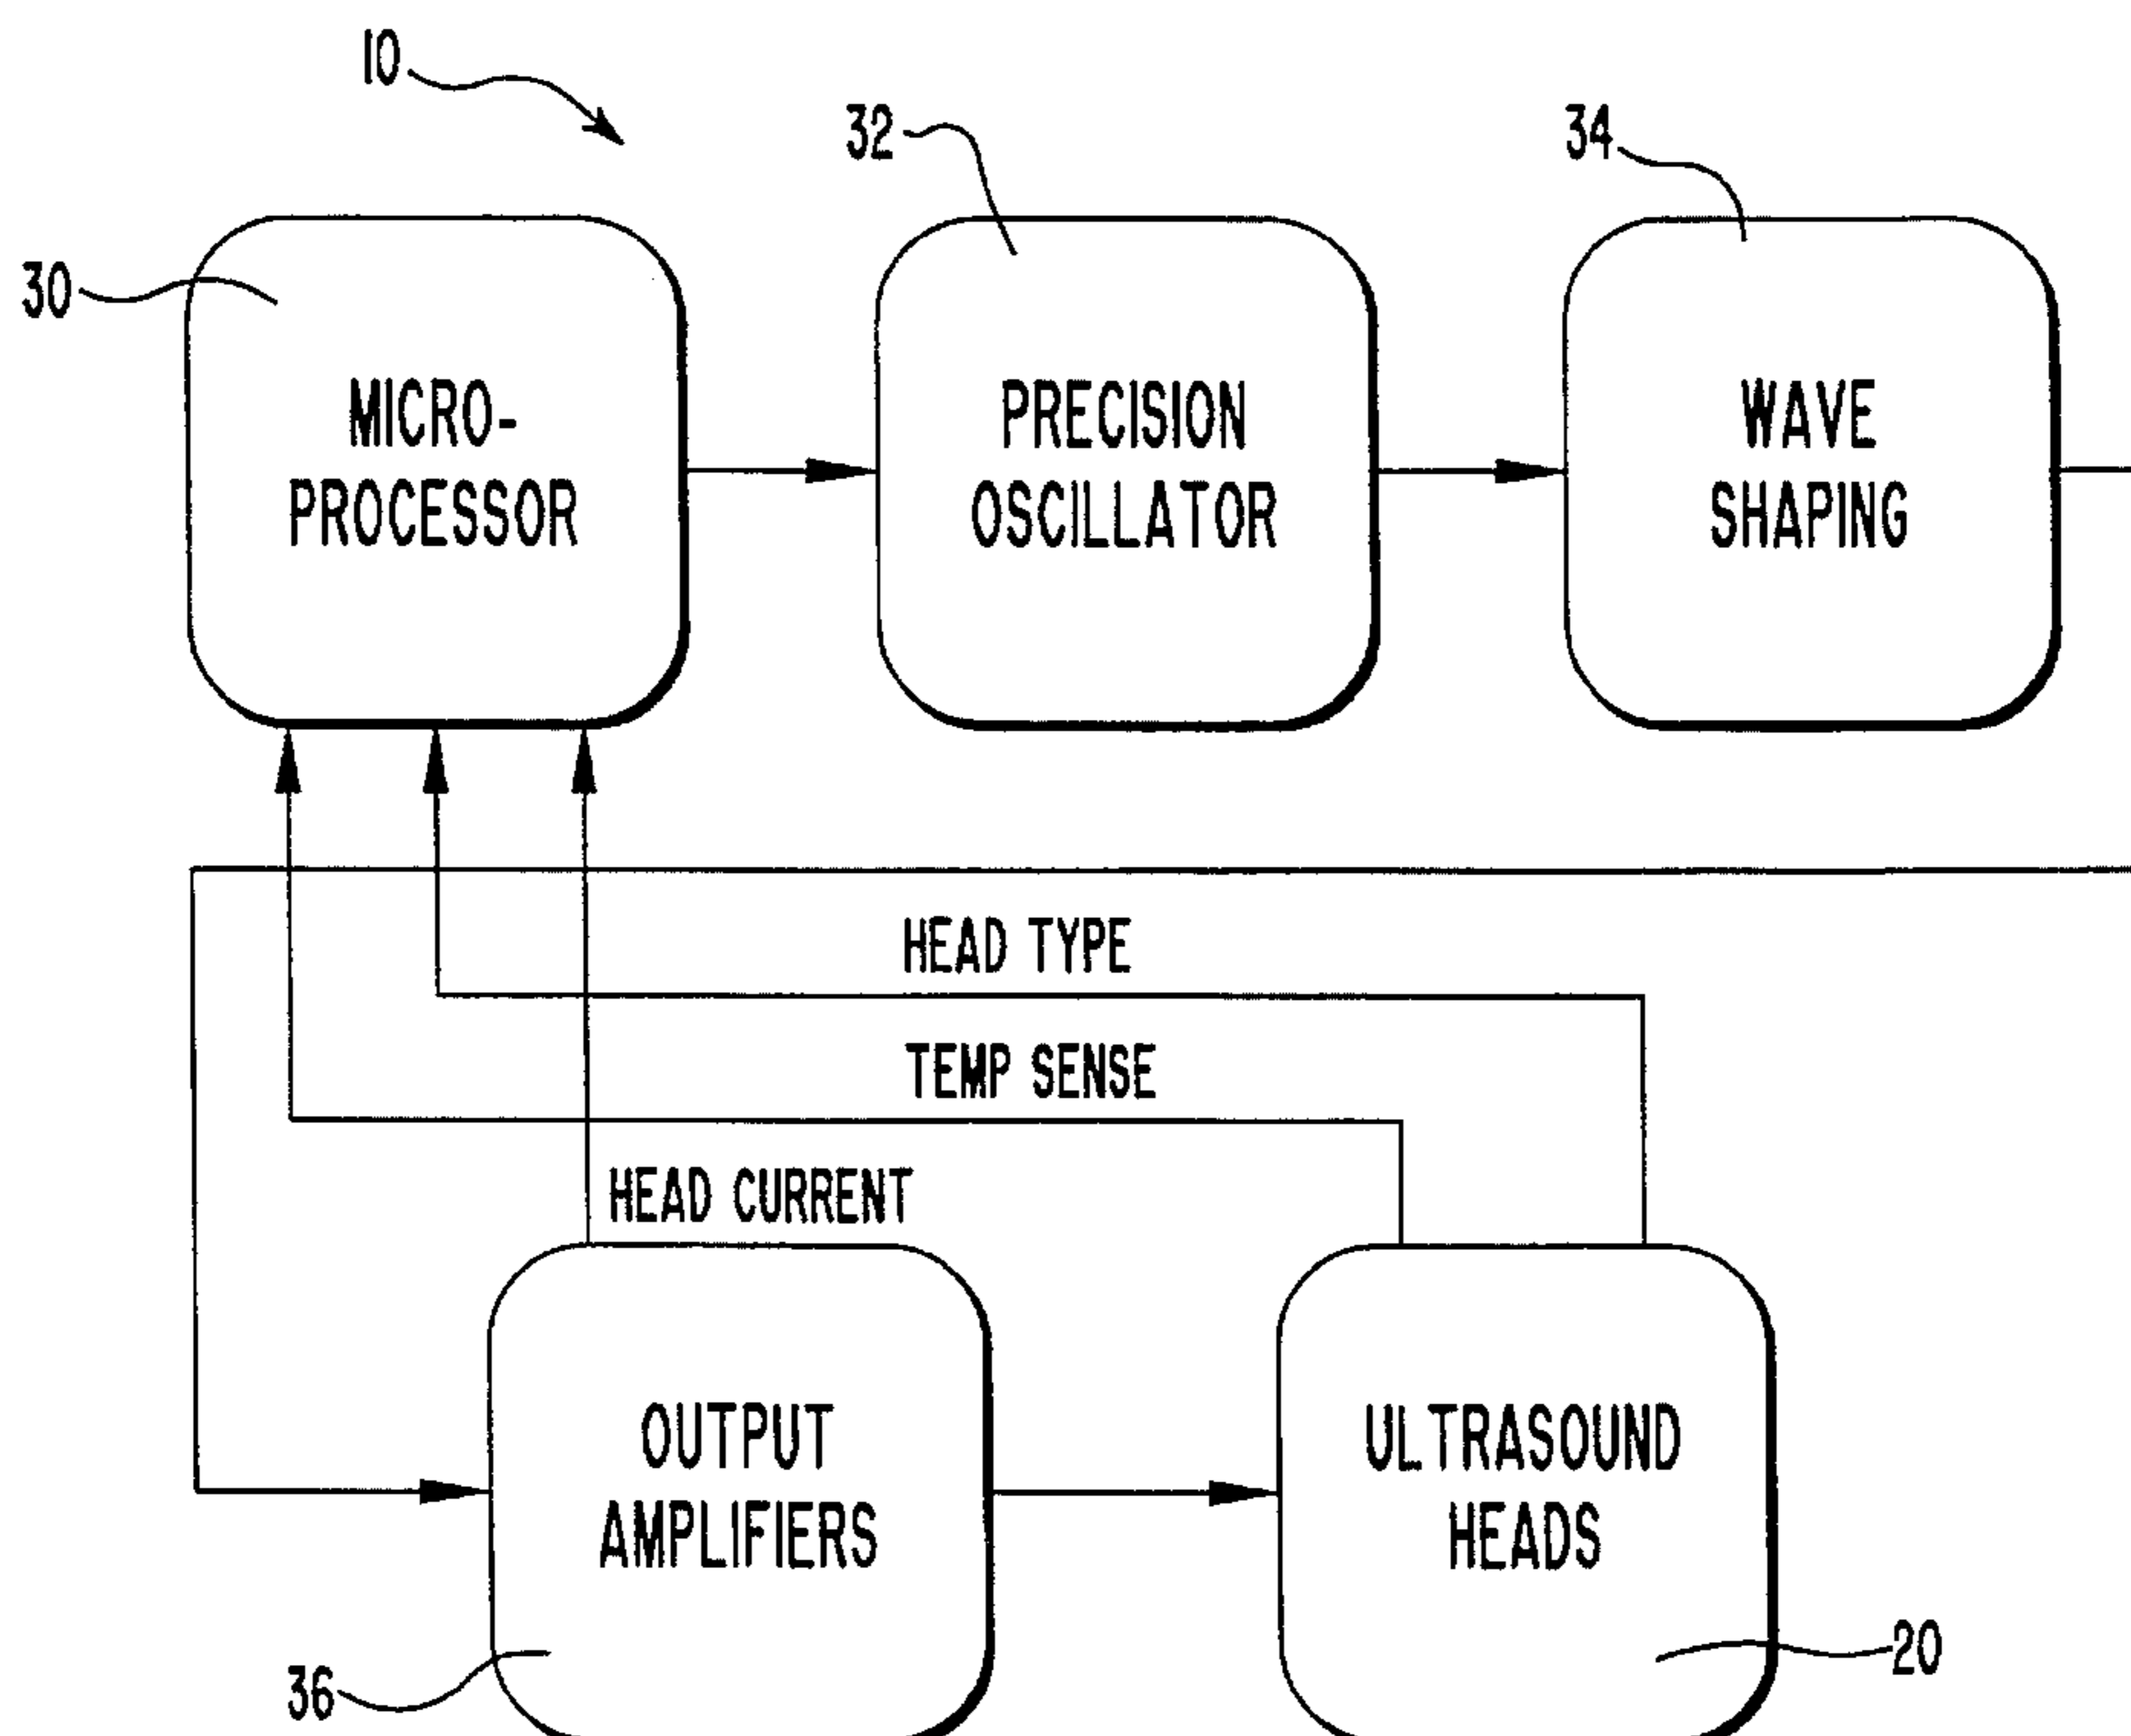 10
32
34
30
MICRO-
PROCESSOR
PRECISION
OSCILLATOR
WAVE
SHAPING
HEAD TYPE
TEMP SENSE
HEAD CURRENT
OUTPUT
AMPLIFIERS
ULTRASOUND
HEADS
36
20